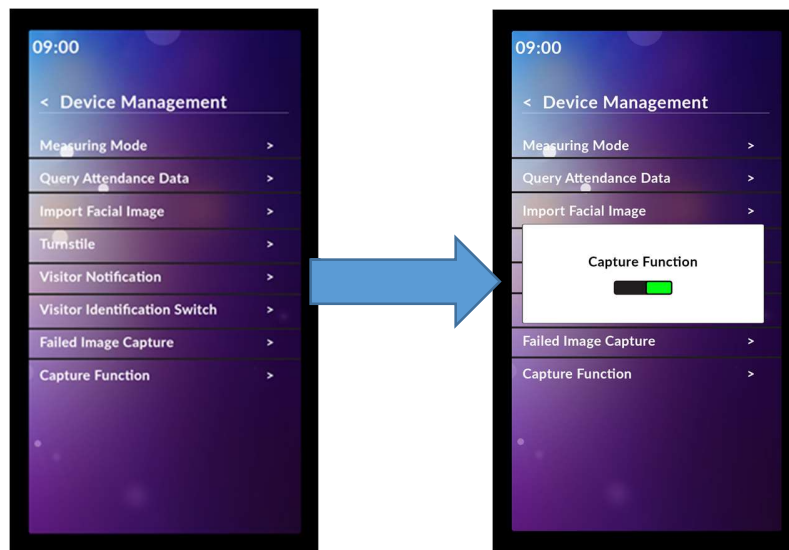 09:00
< Device Management
Measuring Mode >
Query Attendance Data >
Import Facial Image >
Turnstile >
Visitor Notification >
Visitor Identification Switch >
Failed Image Capture >
Capture Function >
09:00
< Device Management
Measuring Mode >
Query Attendance Data >
Import Facial Image >
Capture Function
Failed Image Capture >
Capture Function >